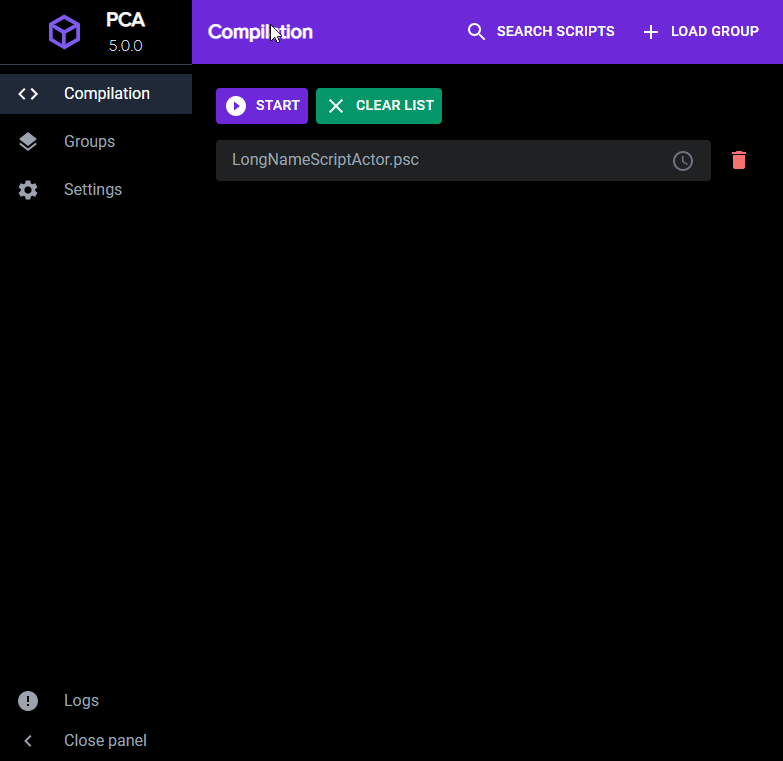 PCA
5.0.0
Compilation
SEARCH SCRIPTS
LOAD GROUP
Compilation
Groups
Settings
START
CLEAR LIST
LongNameScriptActor.psc
Logs
Close panel